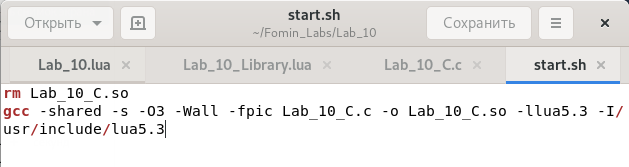 Открыть
start.sh
~/Fomin_Labs/Lab_10
Сохранить
Lab_10.lua
Lab_10_Library.lua
Lab_10_C.c
start.sh
rm Lab_10_C.so
gcc -shared -s -O3 -Wall -fpic Lab_10_C.c -o Lab_10_C.so -llua5.3 -I/
usr/include/lua5.3